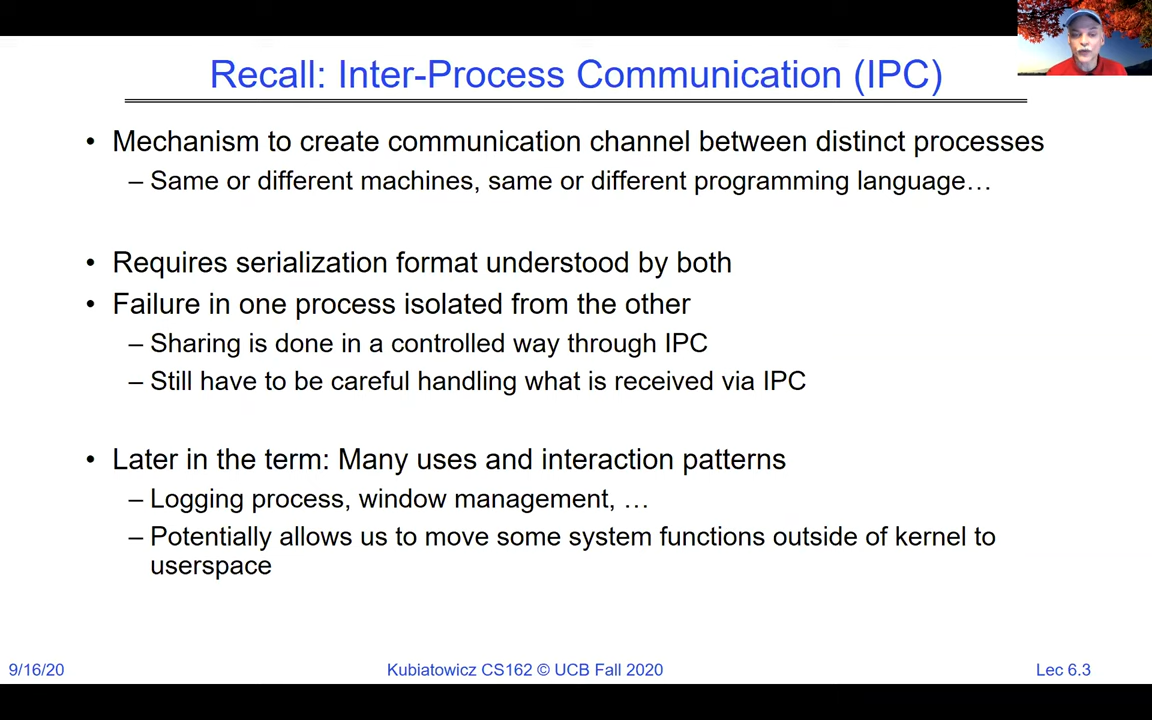 Recall: Inter-Process Communication (IPC)
• Mechanism to create communication channel between distinct processes
– Same or different machines, same or different programming language…
• Requires serialization format understood by both
• Failure in one process isolated from the other
– Sharing is done in a controlled way through IPC
– Still have to be careful handling what is received via IPC
• Later in the term: Many uses and interaction patterns
– Logging process, window management, …
– Potentially allows us to move some system functions outside of kernel to
userspace
9/16/20
Kubiatowicz CS162 © UCB Fall 2020
Lec 6.3